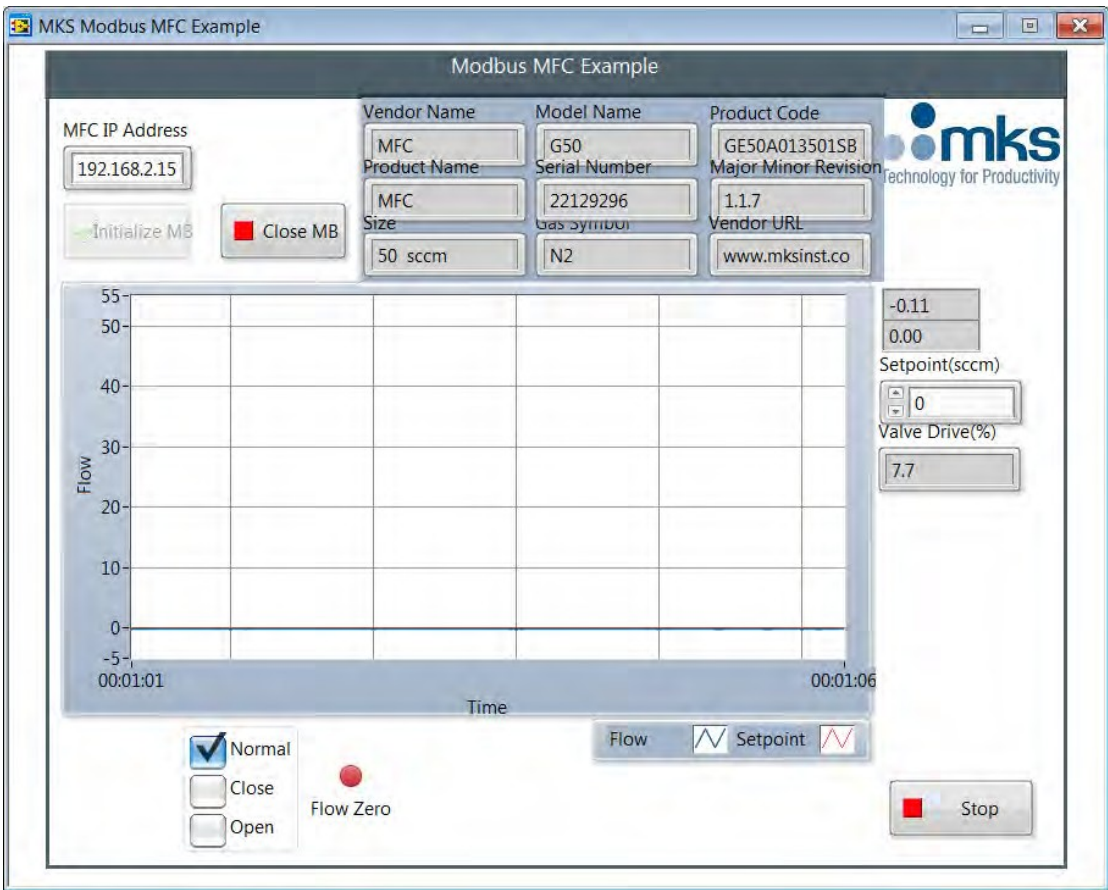 MKS Modbus MFC Example
Modbus MFC Example
MFC IP Address
192.168.2.15
Initialize MB
Close MB
Vendor Name Model Name Product Code
MFC G50 GE50A013501SB
Product Name Serial Number Major Minor Revision
MFC 22129296 1.1.7
Size Gas Symbol Vendor URL
50 sccm N2 www.mksinst.co
mks
Technology for Productivity
55
50
40
30
20
10
0
-5
Flow
00:01:01 00:01:06
Time
-0.11
0.00
Setpoint(sccm)
0
Valve Drive(%)
7.7
Flow Setpoint
Normal
Close
Open
Flow Zero
Stop